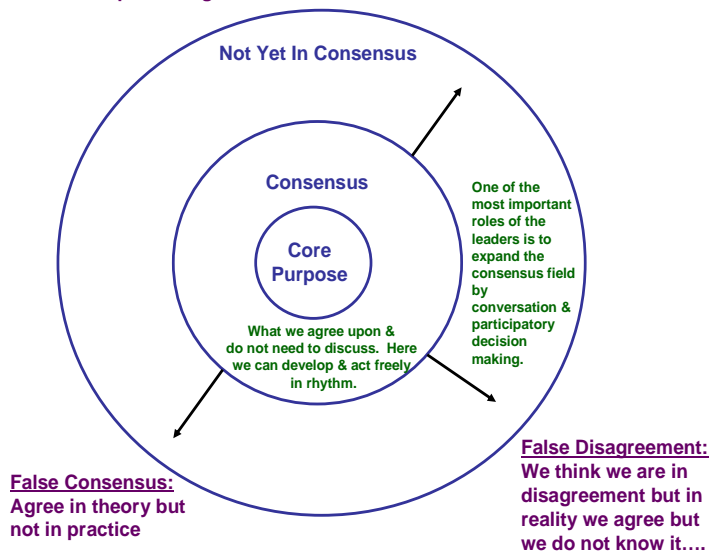 Not Yet In Consensus
Consensus
Core
Purpose
What we agree upon &
do not need to discuss.  Here
we can develop & act freely
in rhythm.
One of the
most important
roles of the
leaders is to
expand the
consensus field
by
conversation &
participatory
decision
making.
False Consensus:
Agree in theory but
not in practice
False Disagreement:
We think we are in
disagreement but in
reality we agree but
we do not know it….